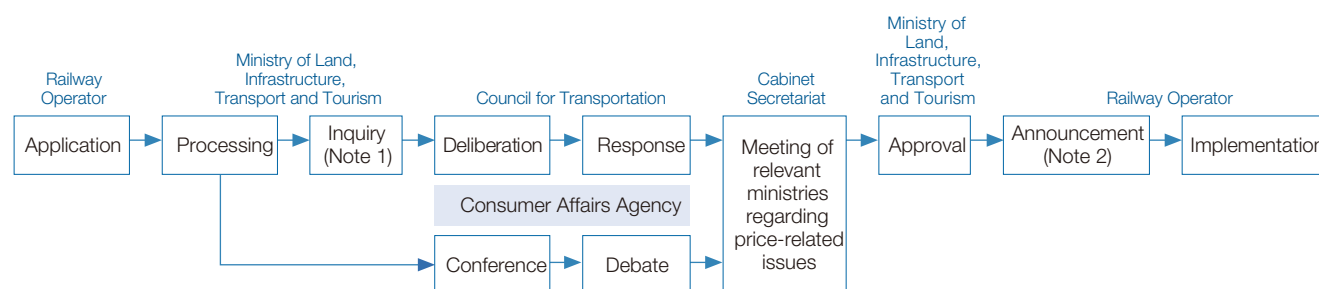 Railway
Operator
Ministry of Land,
Infrastructure,
Transport and Tourism
Council for Transportation
Cabinet
Secretariat
Ministry of
Land,
Infrastructure,
Transport
and Tourism
Railway Operator
Application
Processing
Inquiry
(Note 1)
Deliberation
Response
Meeting of
relevant
ministries
regarding
price-related
issues
Approval
Announcement
(Note 2)
Implementation
Consumer Affairs Agency
Conference
Debate